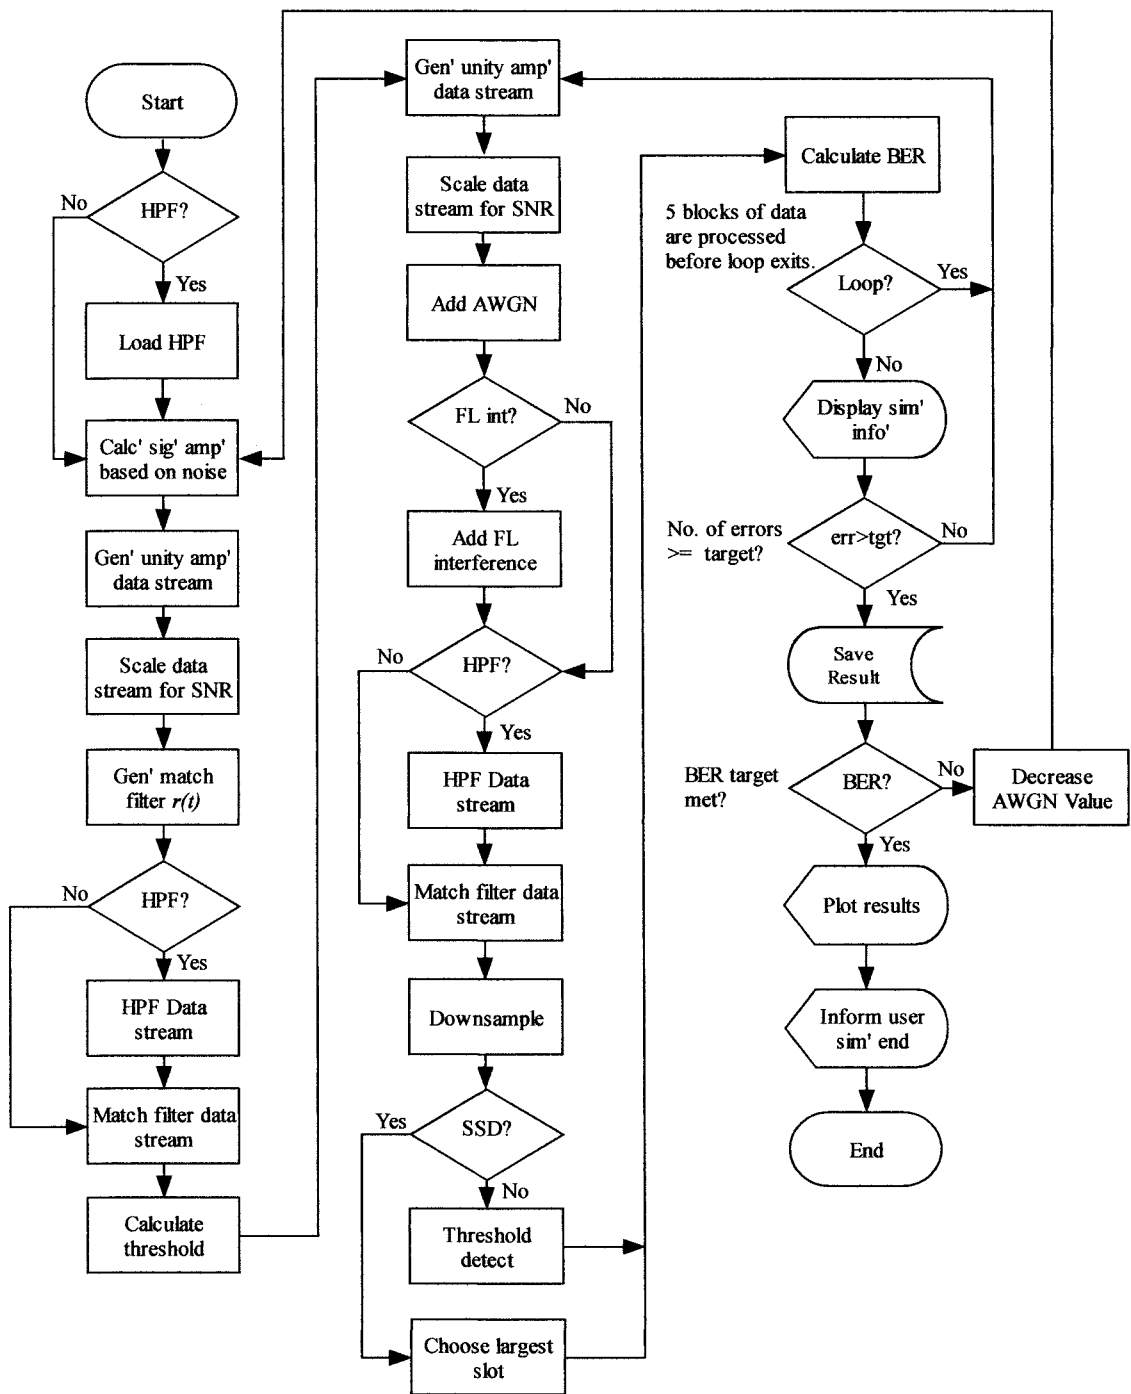 Start
HPF?
No
Yes
Load HPF
Calc' sig' amp'
based on noise
Gen' unity amp'
data stream
Scale data
stream for SNR
Gen' match
filter r(t)
HPF?
No
Yes
HPF Data
stream
Match filter data
stream
Calculate
threshold
Gen' unity amp'
data stream
Scale data
stream for SNR
Add AWGN
FL int?
No
Yes
Add FL
interference
No
HPF?
Yes
HPF Data
stream
Match filter data
stream
Downsample
Yes
SSD?
No
Threshold
detect
Choose largest
slot
Calculate BER
5 blocks of data
are processed
before loop exits.
Loop?
Yes
No
Display sim'
info'
No. of errors
>= target?
err>tgt?
No
Yes
Save
Result
BER target
met?
BER?
No
Decrease
AWGN Value
Yes
Plot results
Inform user
sim' end
End